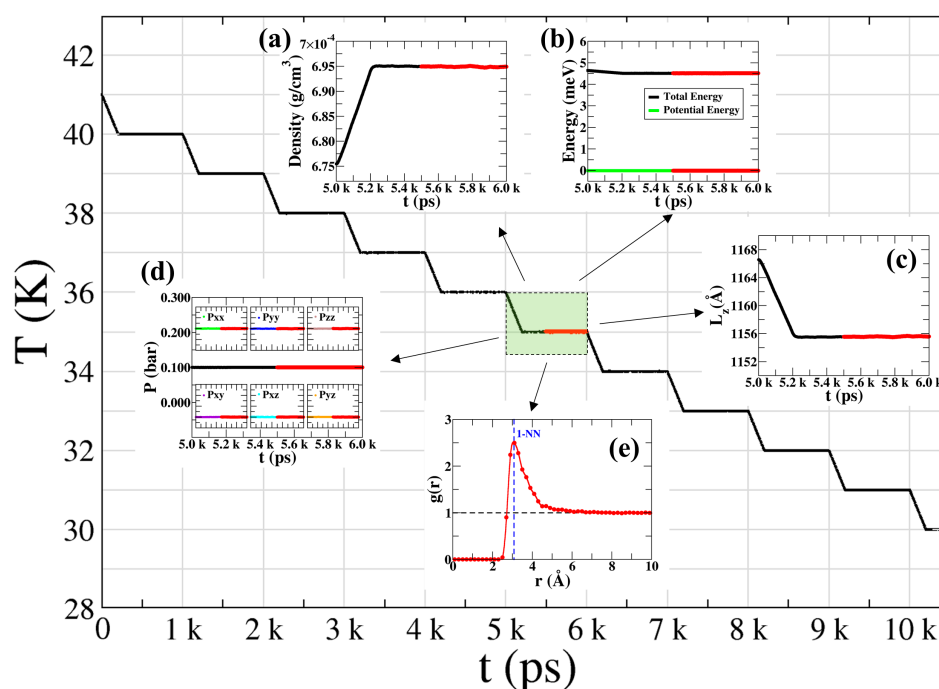 T (K)
42
40
38
36
34
32
30
28
0
1 k
2 k
3 k
4 k
5 k
6 k
7 k
8 k
9 k
10 k
t (ps)
(a)
7×10⁻⁴
6.95
6.90
6.85
6.80
6.75
Density (g/cm³)
5.0 k
5.2 k
5.4 k
5.6 k
5.8 k
6.0 k
t (ps)
(b)
6
5
4
3
2
1
0
Energy (meV)
Total Energy
Potential Energy
5.0 k
5.2 k
5.4 k
5.6 k
5.8 k
6.0 k
t (ps)
(c)
1168
1164
1160
1156
1152
L_z(Å)
5.0 k
5.2 k
5.4 k
5.6 k
5.8 k
6.0 k
t (ps)
(d)
0.300
0.200
0.100
0.000
P (bar)
Pxx
Pyy
Pzz
Pxy
Pxz
Pyz
5.0 k
5.2 k
5.4 k
5.6 k
5.8 k
6.0 k
t (ps)
(e)
3
2
1
0
g(r)
1-NN
0
2
4
6
8
10
r (Å)